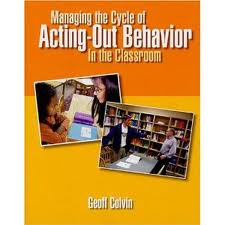 Managing the Cycle of
Acting-Out Behavior
In the Classroom
Geoff Colvin